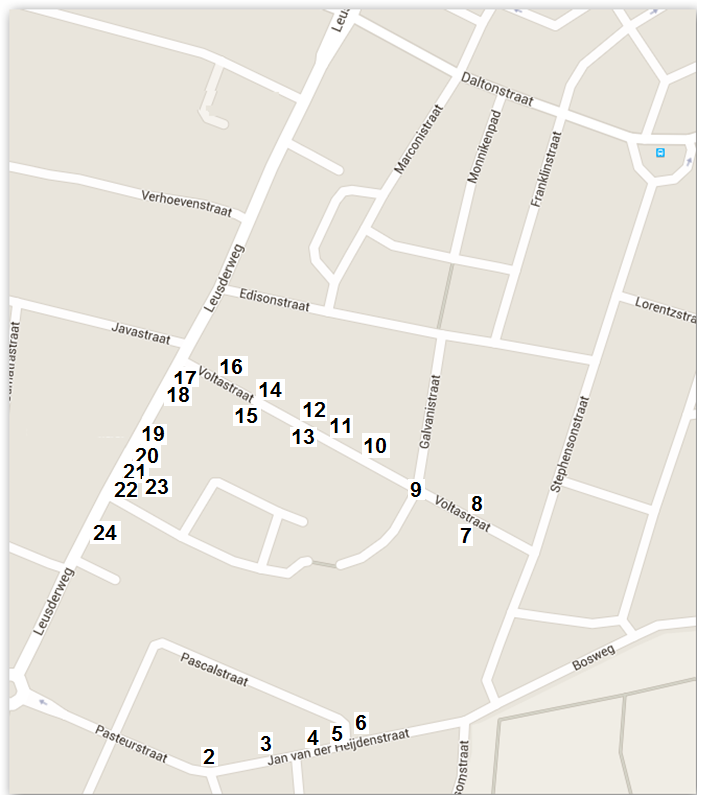 Leus
Daltonstraat
Marconistraat
Monnikenpad
Franklinstraat
Verhoevenstraat
Leusderweg
Edisonstraat
Lorentzstra
Javastraat
matrastraat
Voltastraat
16
17
14
18
15
12
13
11
10
Galvanistraat
Stephensonstraat
19
20
21
22
23
9
8
Voltastraat
7
24
Leusderweg
Bosweg
Pascalstraat
Pasteurstraat
2
3
4
5
6
Jan van der Heijdenstraat
somstraat